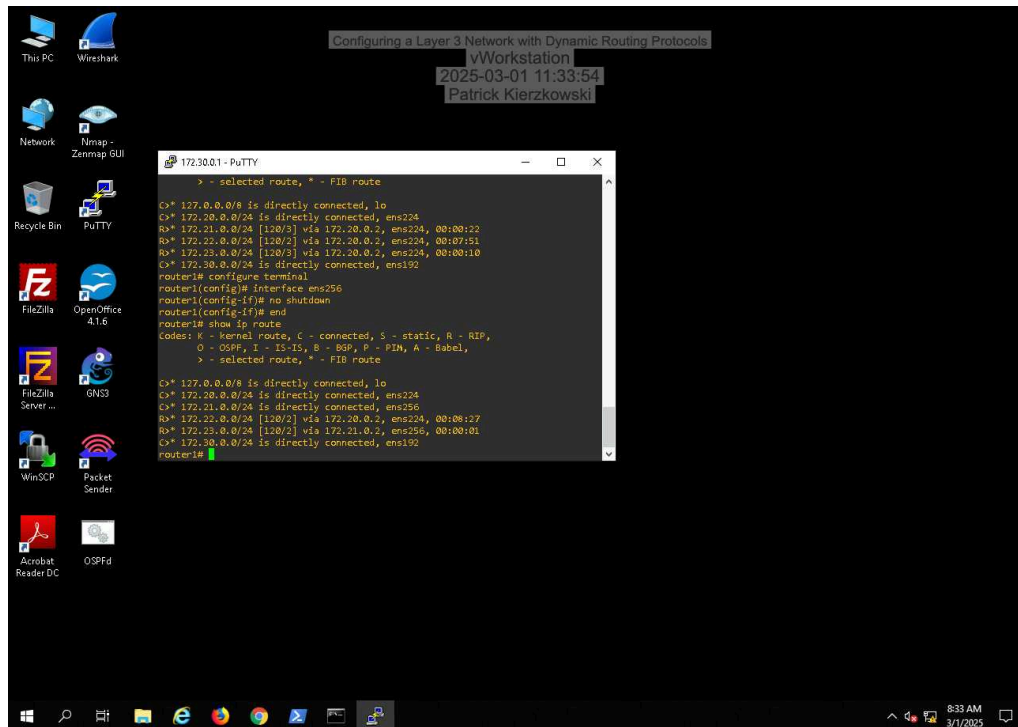 Configuring a Layer 3 Network with Dynamic Routing Protocols
vWorkstation
2025-03-01 11:33:54
Patrick Kierzkowski
This PC
Wireshark
Network
Nmap -
Zenmap GUI
Recycle Bin
PuTTY
FileZilla
OpenOffice
4.1.6
FileZilla
Server ...
GNS3
WinSCP
Packet
Sender
Acrobat
Reader DC
OSPFd
172.30.0.1 - PuTTY
> - selected route, * - FIB route
C>* 127.0.0.0/8 is directly connected, lo
C>* 172.20.0.0/24 is directly connected, ens224
R>* 172.21.0.0/24 [120/3] via 172.20.0.2, ens224, 00:00:22
R>* 172.22.0.0/24 [120/2] via 172.20.0.2, ens224, 00:07:51
R>* 172.23.0.0/24 [120/3] via 172.20.0.2, ens224, 00:00:10
C>* 172.30.0.0/24 is directly connected, ens192
router1# configure terminal
router1(config)# interface ens256
router1(config-if)# no shutdown
router1(config-if)# end
router1# show ip route
Codes: K - kernel route, C - connected, S - static, R - RIP,
O - OSPF, I - IS-IS, B - BGP, P - PIM, A - Babel,
> - selected route, * - FIB route
C>* 127.0.0.0/8 is directly connected, lo
C>* 172.20.0.0/24 is directly connected, ens224
C>* 172.21.0.0/24 is directly connected, ens256
R>* 172.22.0.0/24 [120/2] via 172.20.0.2, ens224, 00:08:27
R>* 172.23.0.0/24 [120/2] via 172.21.0.2, ens256, 00:00:01
C>* 172.30.0.0/24 is directly connected, ens192
router1#
8:33 AM
3/1/2025